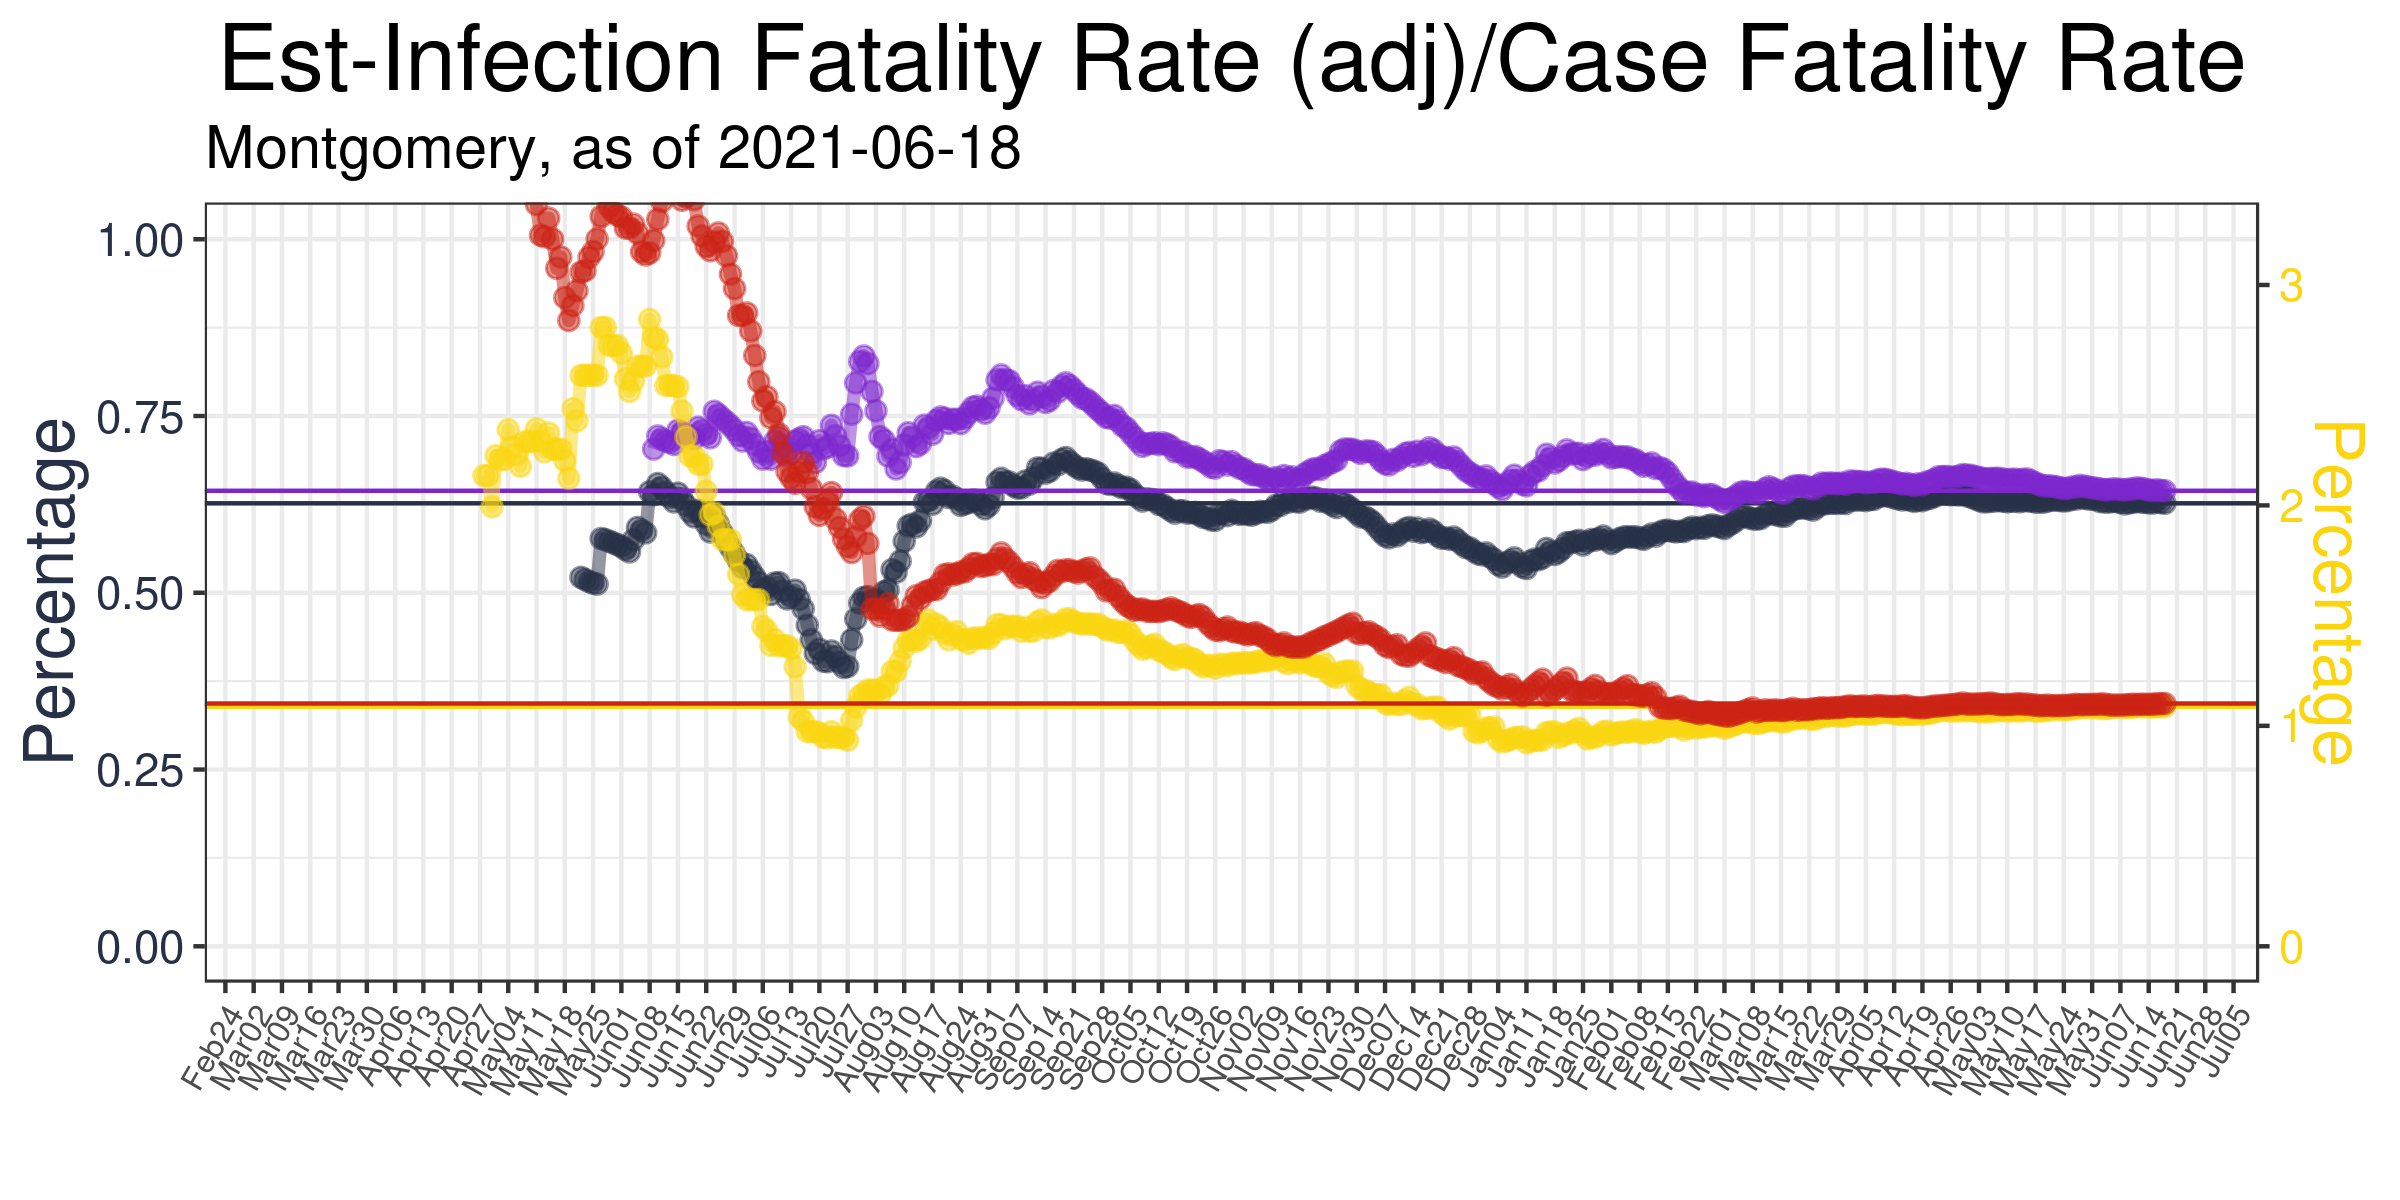 Est-Infection Fatality Rate (adj)/Case Fatality Rate
Montgomery, as of 2021-06-18
Percentage
1.00
0.75
0.50
0.25
0.00
3
2
1
0
Percentage
Feb24 Mar02 Mar09 Mar16 Mar23 Mar30 Apr06 Apr13 Apr20 Apr27 May04 May11 May18 May25 Jun01 Jun08 Jun15 Jun22 Jun29 Jul06 Jul13 Jul20 Jul27 Aug03 Aug10 Aug17 Aug24 Aug31 Sep07 Sep14 Sep21 Sep28 Oct05 Oct12 Oct19 Oct26 Nov02 Nov09 Nov16 Nov23 Nov30 Dec07 Dec14 Dec21 Dec28 Jan04 Jan11 Jan18 Jan25 Feb01 Feb08 Feb15 Feb22 Mar01 Mar08 Mar15 Mar22 Mar29 Apr05 Apr12 Apr19 Apr26 May03 May10 May17 May24 May31 Jun07 Jun14 Jun21 Jun28 Jul05